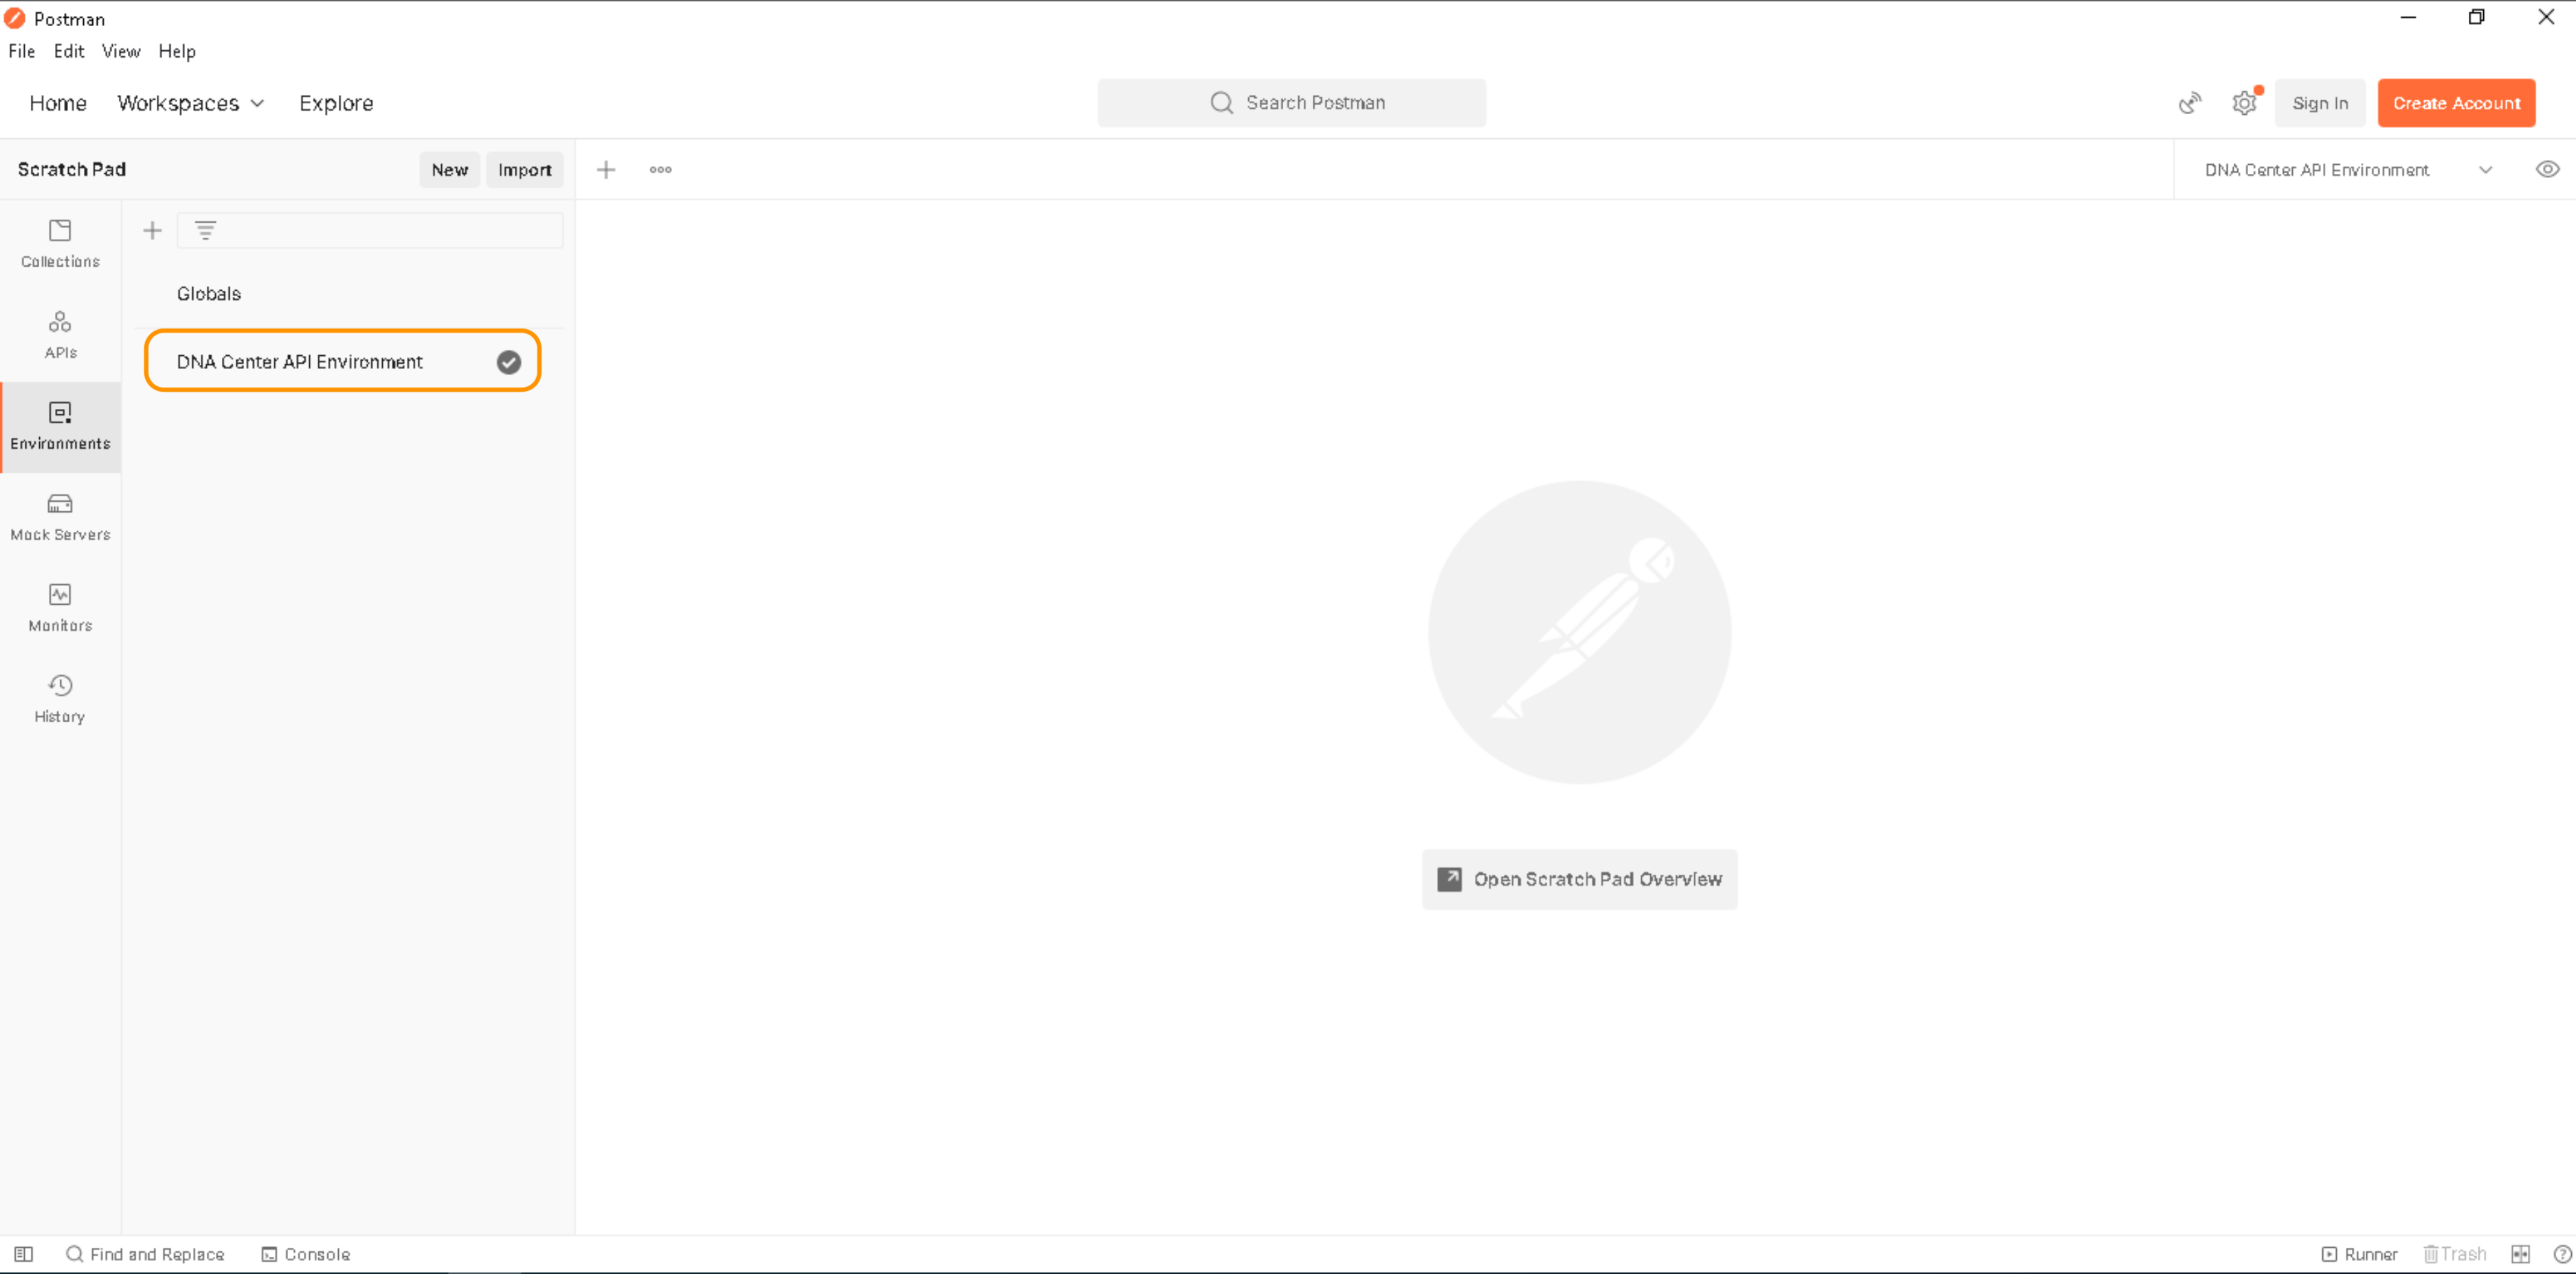 Postman
File Edit View Help
Home Workspaces Explore
Search Postman
Sign In
Create Account
Scratch Pad
New
Import
DNA Center API Environment
Collections
Globals
APIs
DNA Center API Environment
Environments
Mock Servers
Monitors
History
Open Scratch Pad Overview
Find and Replace
Console
Runner
Trash